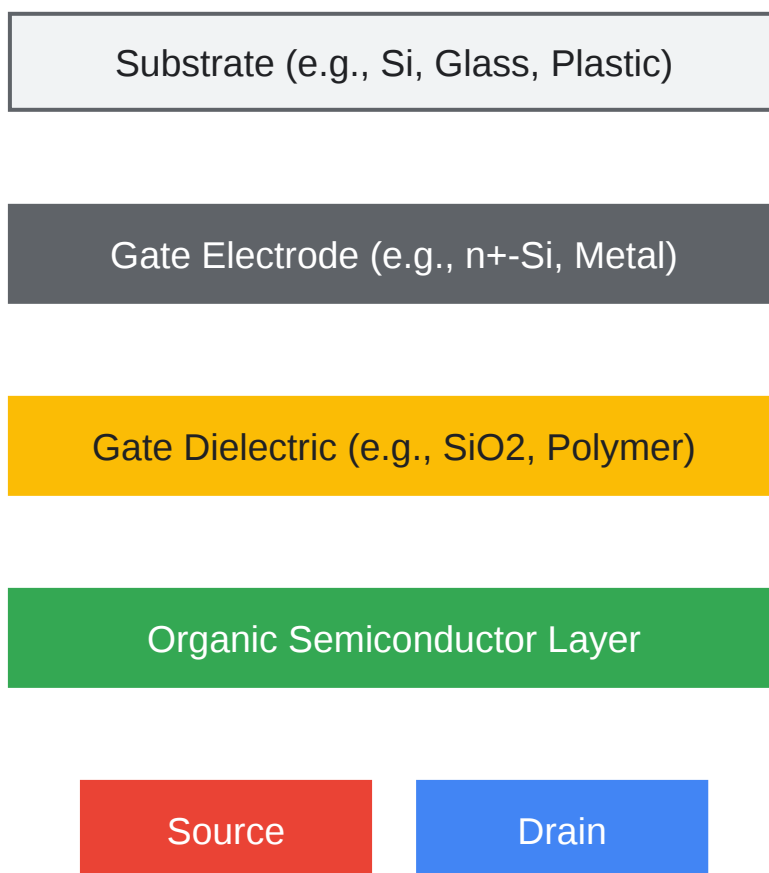 Substrate (e.g., Si, Glass, Plastic)
Gate Electrode (e.g., n+-Si, Metal)
Gate Dielectric (e.g., SiO2, Polymer)
Organic Semiconductor Layer
Source
Drain